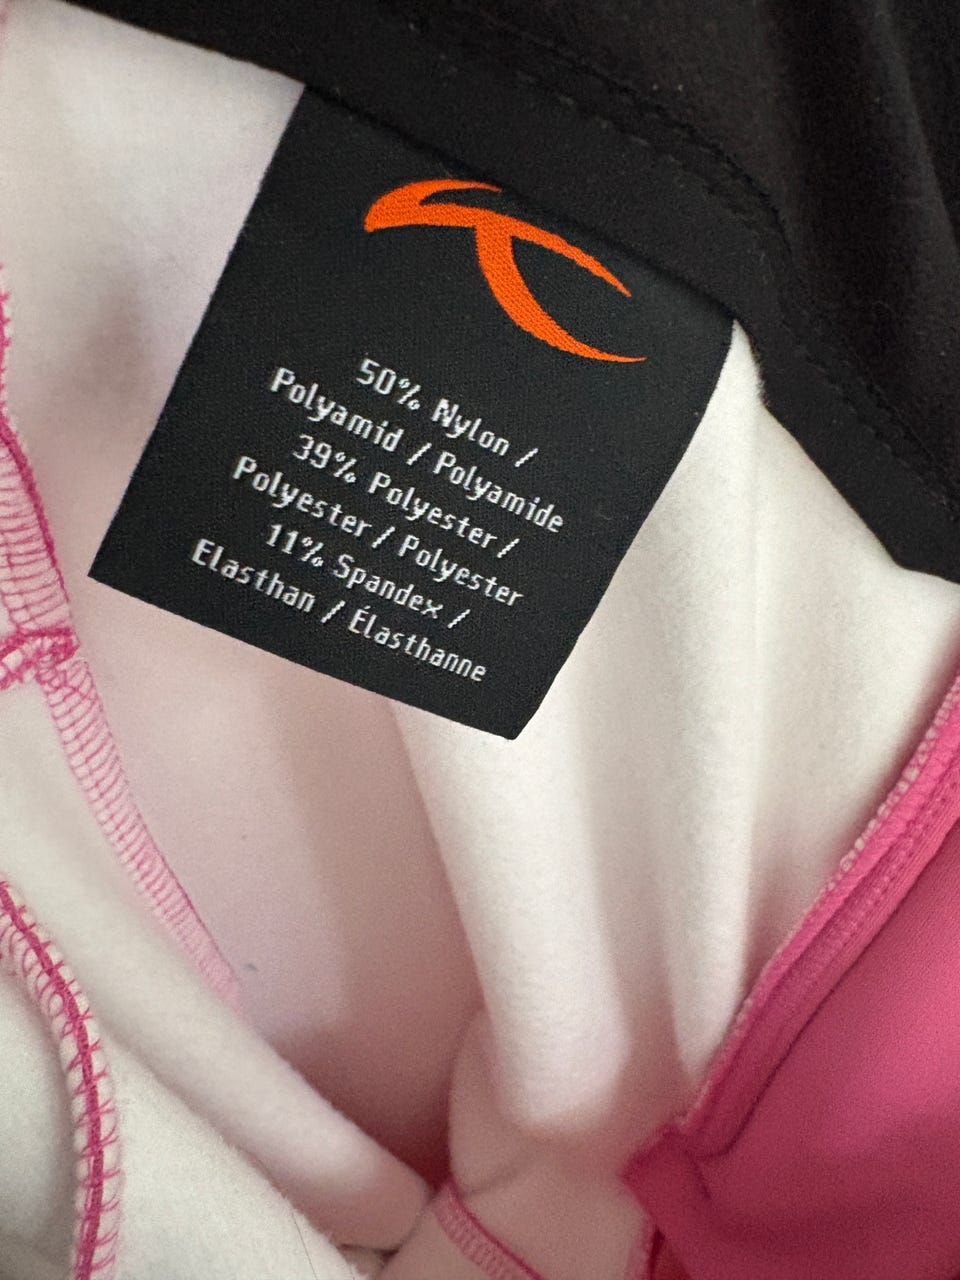 50% Nylon /
Polyamid / Polyamide
39% Polyester /
Polyester / Polyester
11% Spandex /
Elasthan / Élasthanne